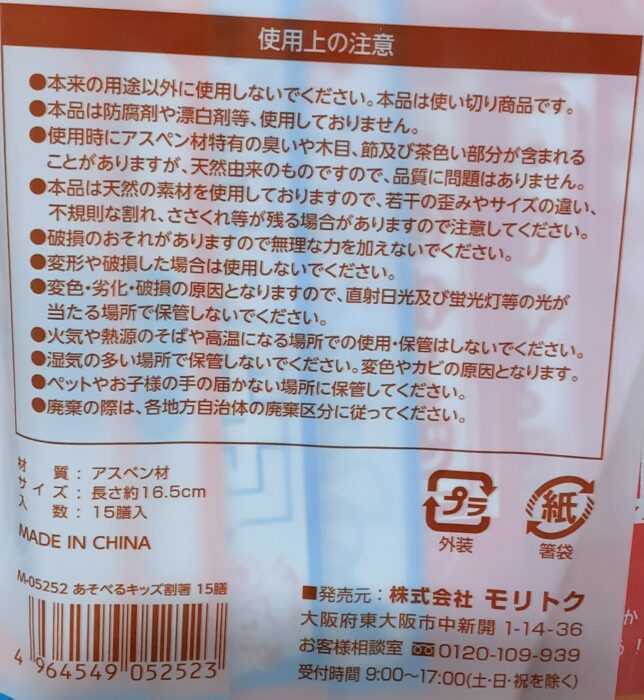 使用上の注意
●本来の用途以外に使用しないでください。本品は使い切り商品です。
●本品は防腐剤や漂白剤等、使用しておりません。
●使用時にアスペン材特有の臭いや木目、節及び茶色い部分が含まれる
ことがありますが、天然由来のものですので、品質に問題はありません。
●本品は天然の素材を使用しておりますので、若干の歪みやサイズの違い、
不規則な割れ、ささくれ等が残る場合がありますので注意してください。
●破損のおそれがありますので無理な力を加えないでください。
●変形や破損した場合は使用しないでください。
●変色・劣化・破損の原因となりますので、直射日光及び蛍光灯等の光が
当たる場所で保管しないでください。
●火気や熱源のそばや高温になる場所での使用・保管はしないでください。
●湿気の多い場所で保管しないでください。変色やカビの原因となります。
●ペットやお子様の手の届かない場所に保管してください。
●廃棄の際は、各地方自治体の廃棄区分に従ってください。
材質：アスペン材
サイズ：長さ約16.5cm
入数：15膳入
MADE IN CHINA
プラ
外装
紙
箸袋
M-05252 あそべるキッズ割箸 15膳
4 964549 052523
■発売元：株式会社 モリトク
大阪府東大阪市中新開 1-14-36
お客様相談室 0120-109-939
受付時間 9:00〜17:00(土・日・祝を除く)